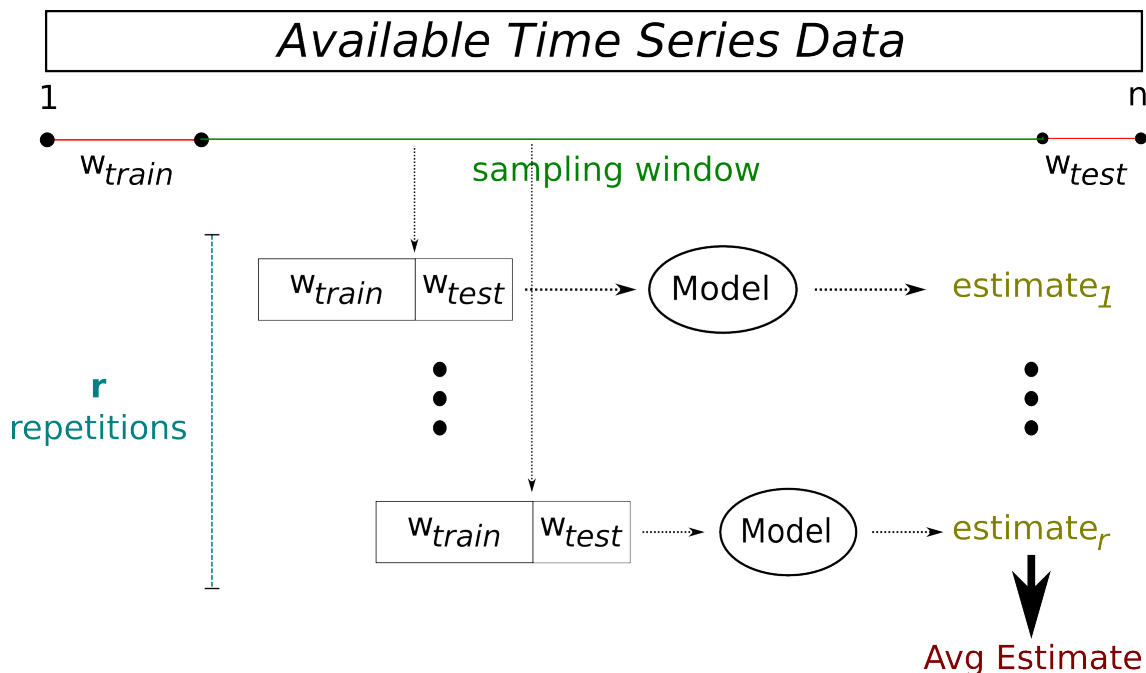 Available Time Series Data
1
n
w_train
sampling window
w_test
w_train w_test
Model
estimate_1
r
repetitions
w_train w_test
Model
estimate_r
Avg Estimate